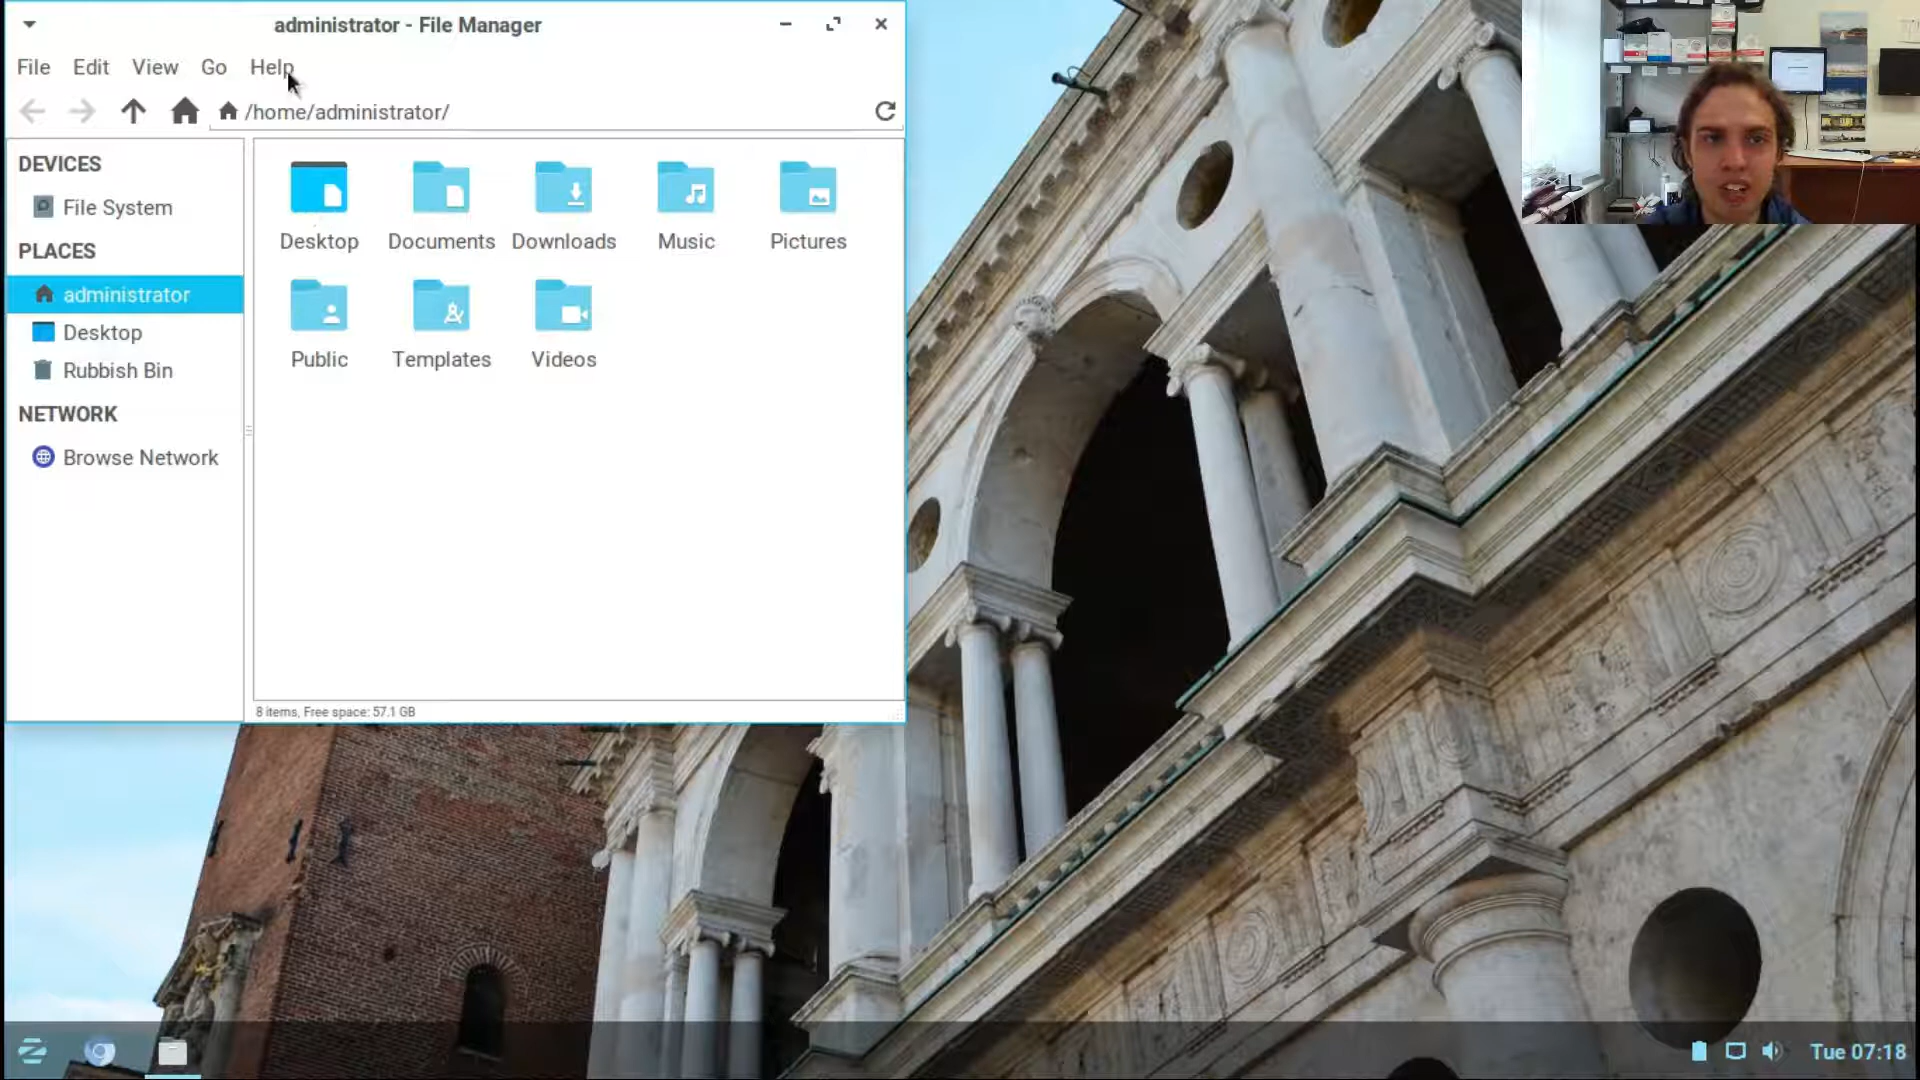 administrator - File Manager
File Edit View Go Help
/home/administrator/
DEVICES
File System
PLACES
administrator
Desktop
Rubbish Bin
NETWORK
Browse Network
Desktop Documents Downloads Music Pictures
Public Templates Videos
8 items, Free space: 57.1 GB
Tue 07:18